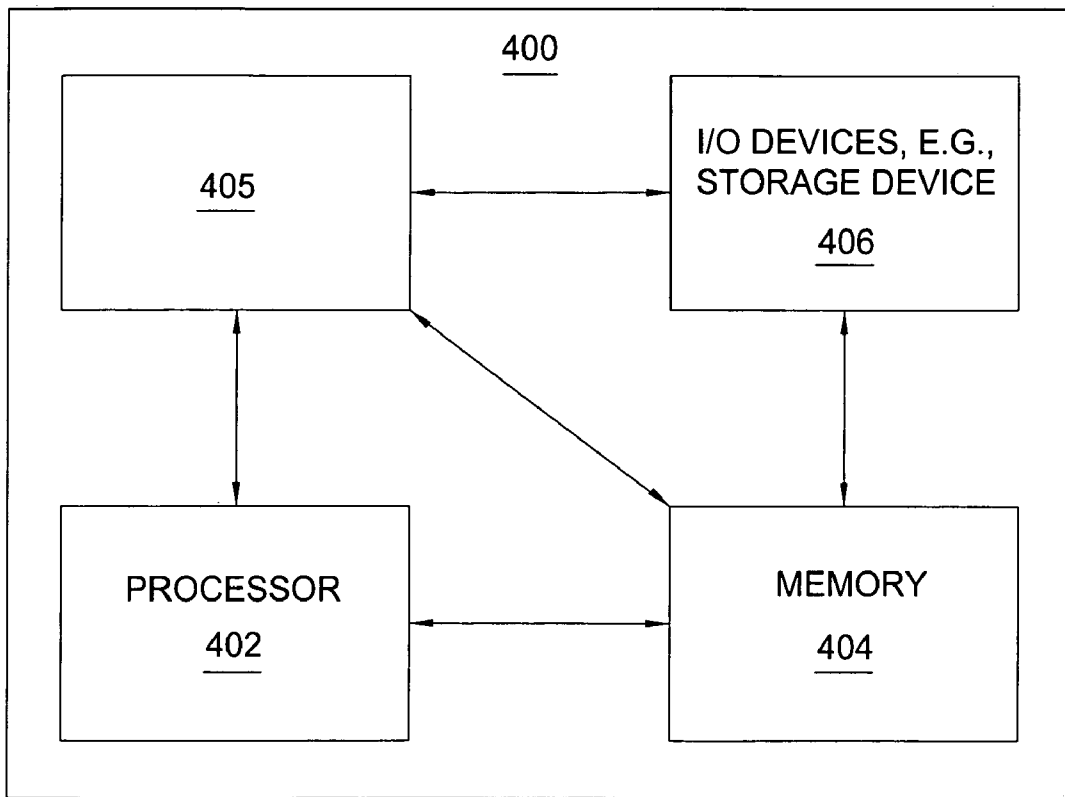 400
405
I/O DEVICES, E.G.,
STORAGE DEVICE
406
PROCESSOR
402
MEMORY
404